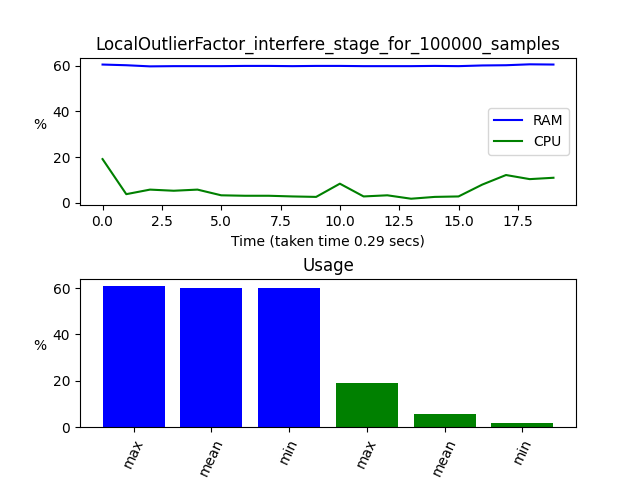 LocalOutlierFactor_interfere_stage_for_100000_samples
60
40
20
0
%
RAM
CPU
0.0 2.5 5.0 7.5 10.0 12.5 15.0 17.5
Time (taken time 0.29 secs)
Usage
60
40
20
0
%
max mean min max mean min